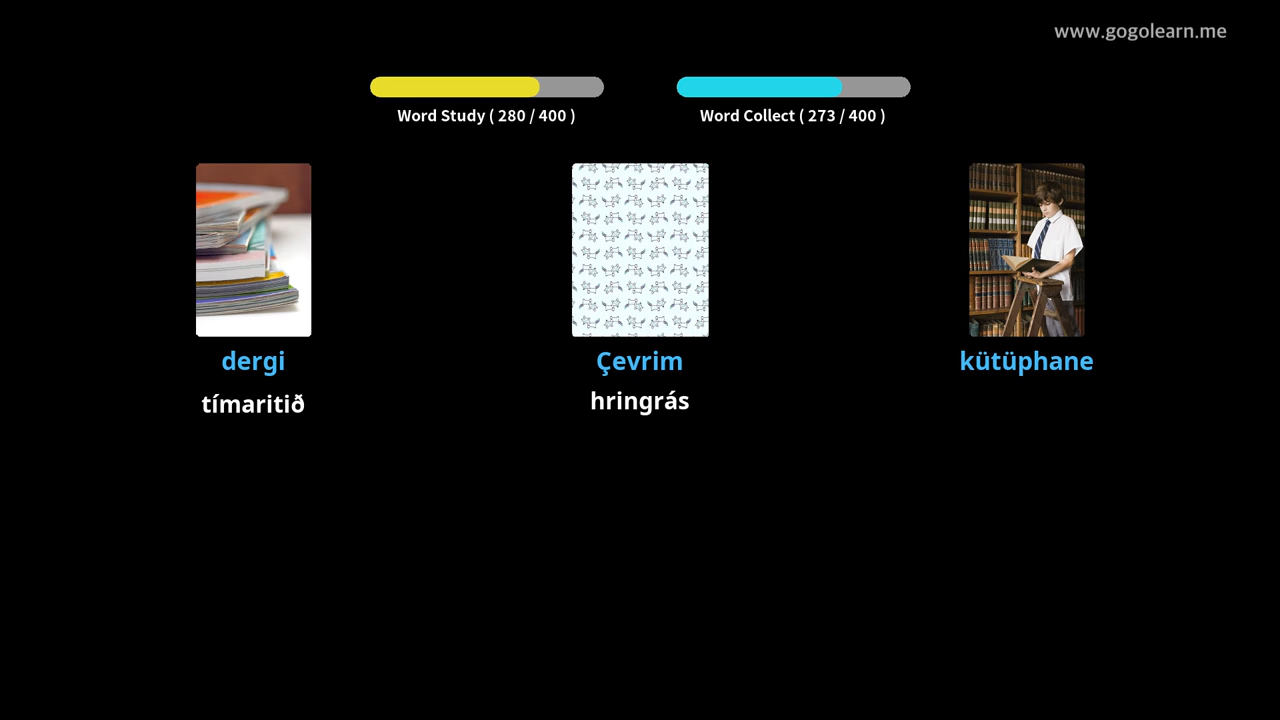 www.gogolearn.me
Word Study ( 280 / 400 )
Word Collect ( 273 / 400 )
dergi
Çevrim
kütüphane
tímaritið
hringrás